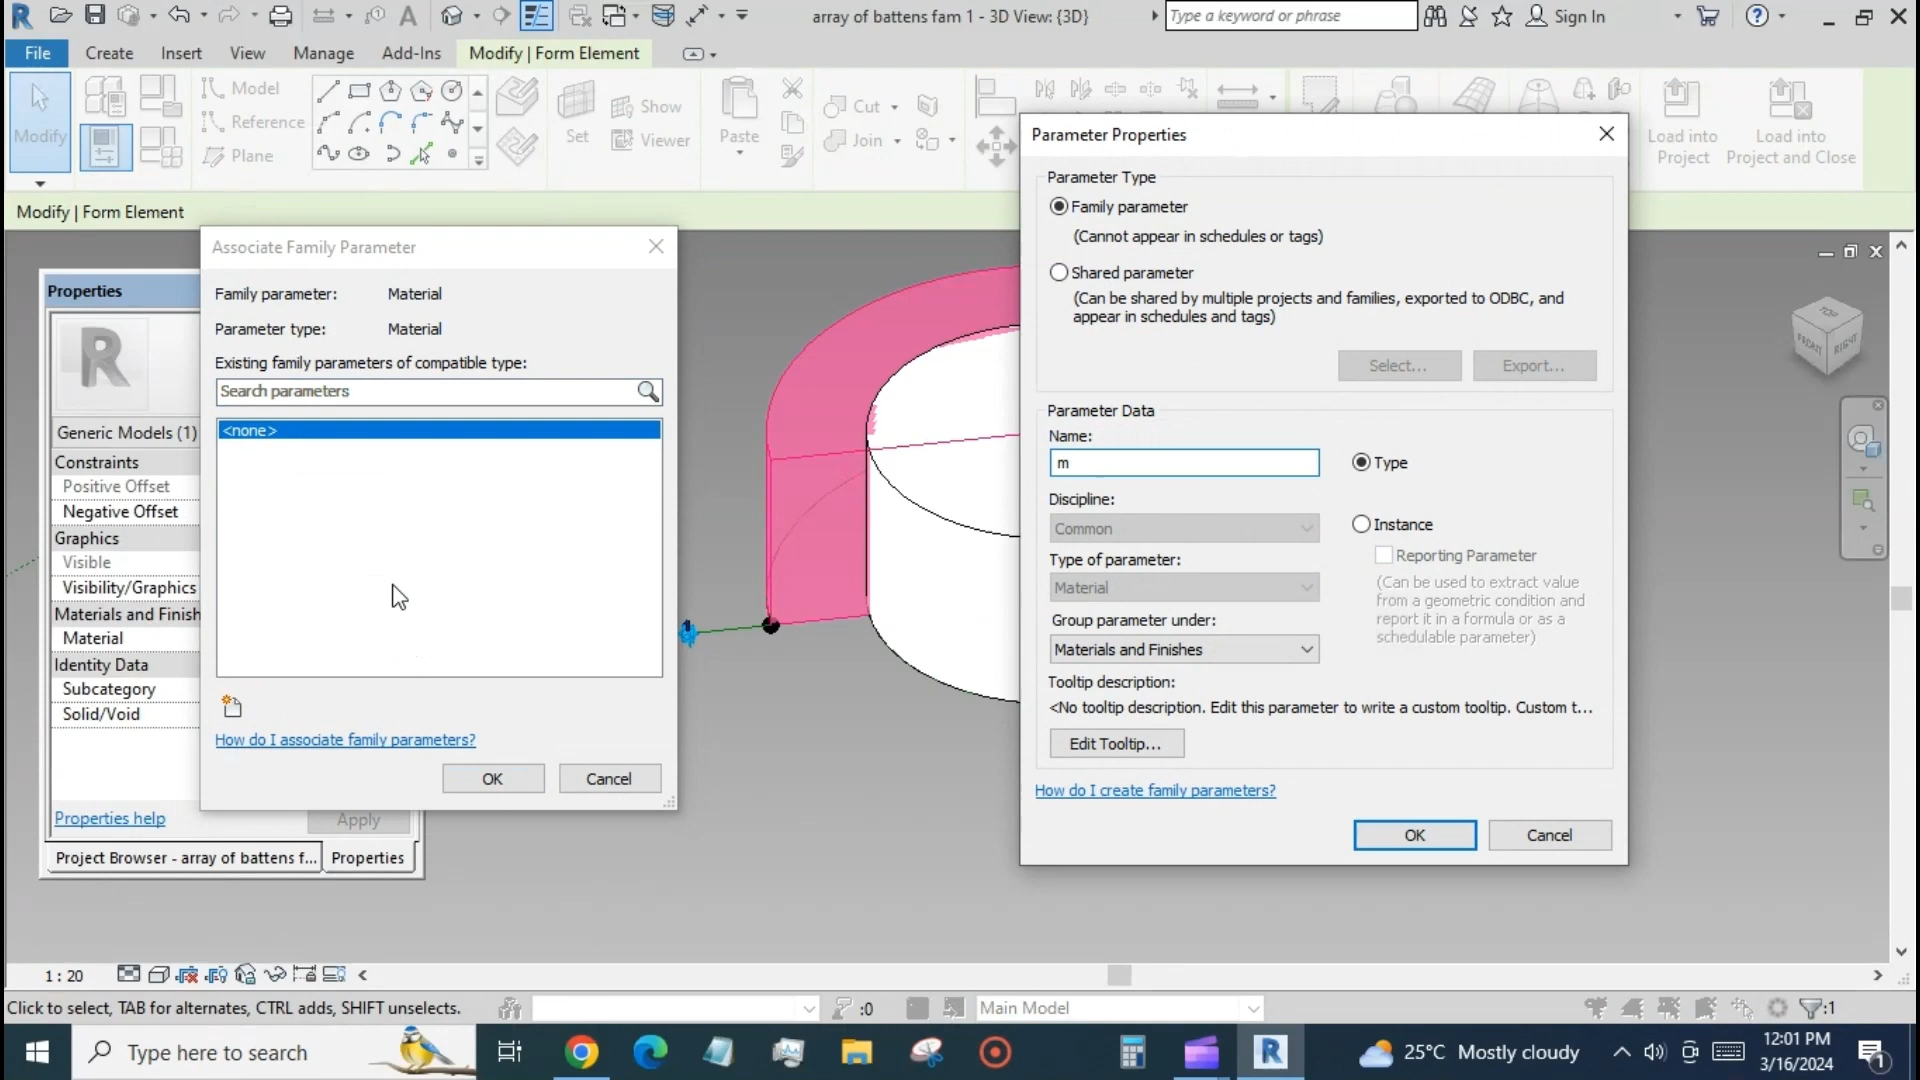 array of battens fam 1 - 3D View: {3D}
Type a keyword or phrase
Sign In
File
Create
Insert
View
Manage
Add-Ins
Modify | Form Element
Modify
Model
Reference
Plane
Set
Show
Viewer
Paste
Cut
Join
Load into
Project
Load into
Project and Close
Modify | Form Element
Properties
R
Generic Models (1)
Constraints
Positive Offset
Negative Offset
Graphics
Visible
Visibility/Graphics
Materials and Finish
Material
Identity Data
Subcategory
Solid/Void
Properties help
Apply
Project Browser - array of battens f...
Properties
Associate Family Parameter
Family parameter:
Material
Parameter type:
Material
Existing family parameters of compatible type:
Search parameters
<none>
How do I associate family parameters?
OK
Cancel
1
Parameter Properties
Parameter Type
Family parameter
(Cannot appear in schedules or tags)
Shared parameter
(Can be shared by multiple projects and families, exported to ODBC, and
appear in schedules and tags)
Select...
Export...
Parameter Data
Name:
m
Type
Discipline:
Common
Instance
Reporting Parameter
Type of parameter:
Material
(Can be used to extract value
from a geometric condition and
report it in a formula or as a
schedulable parameter)
Group parameter under:
Materials and Finishes
Tooltip description:
<No tooltip description. Edit this parameter to write a custom tooltip. Custom t...
Edit Tooltip...
How do I create family parameters?
OK
Cancel
TOP
FRONT
RIGHT
1 : 20
Click to select, TAB for alternates, CTRL adds, SHIFT unselects.
:0
Main Model
:1
Type here to search
25°C Mostly cloudy
12:01 PM
3/16/2024
1